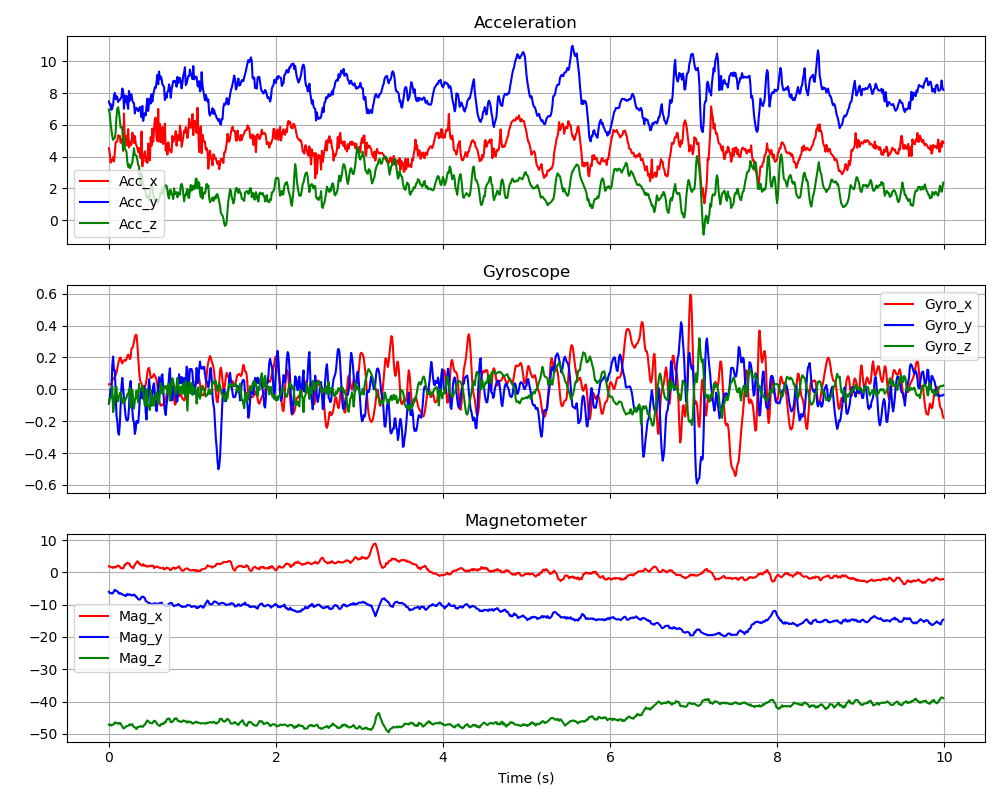 Acceleration
10
8
6
4
2
0
Acc_x
Acc_y
Acc_z
Gyroscope
0.6
0.4
0.2
0.0
−0.2
−0.4
−0.6
Gyro_x
Gyro_y
Gyro_z
Magnetometer
10
0
−10
−20
−30
−40
−50
Mag_x
Mag_y
Mag_z
0 2 4 6 8 10
Time (s)